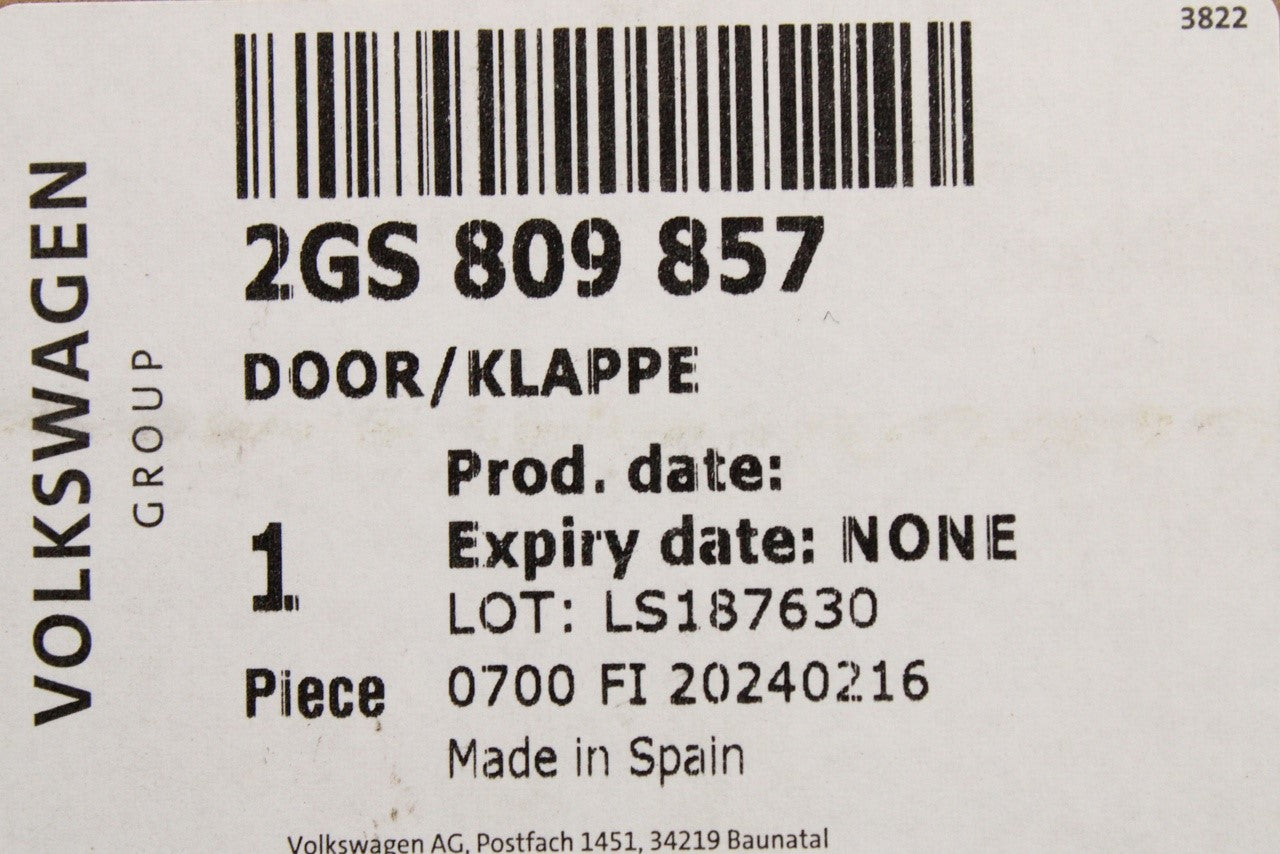 3822
VOLKSWAGEN
GROUP
2GS 809 857
DOOR/KLAPPE
Prod. date:
Expiry date: NONE
1
LOT: LS187630
Piece
0700 FI 20240216
Made in Spain
Volkswagen AG, Postfach 1451, 34219 Baunatal